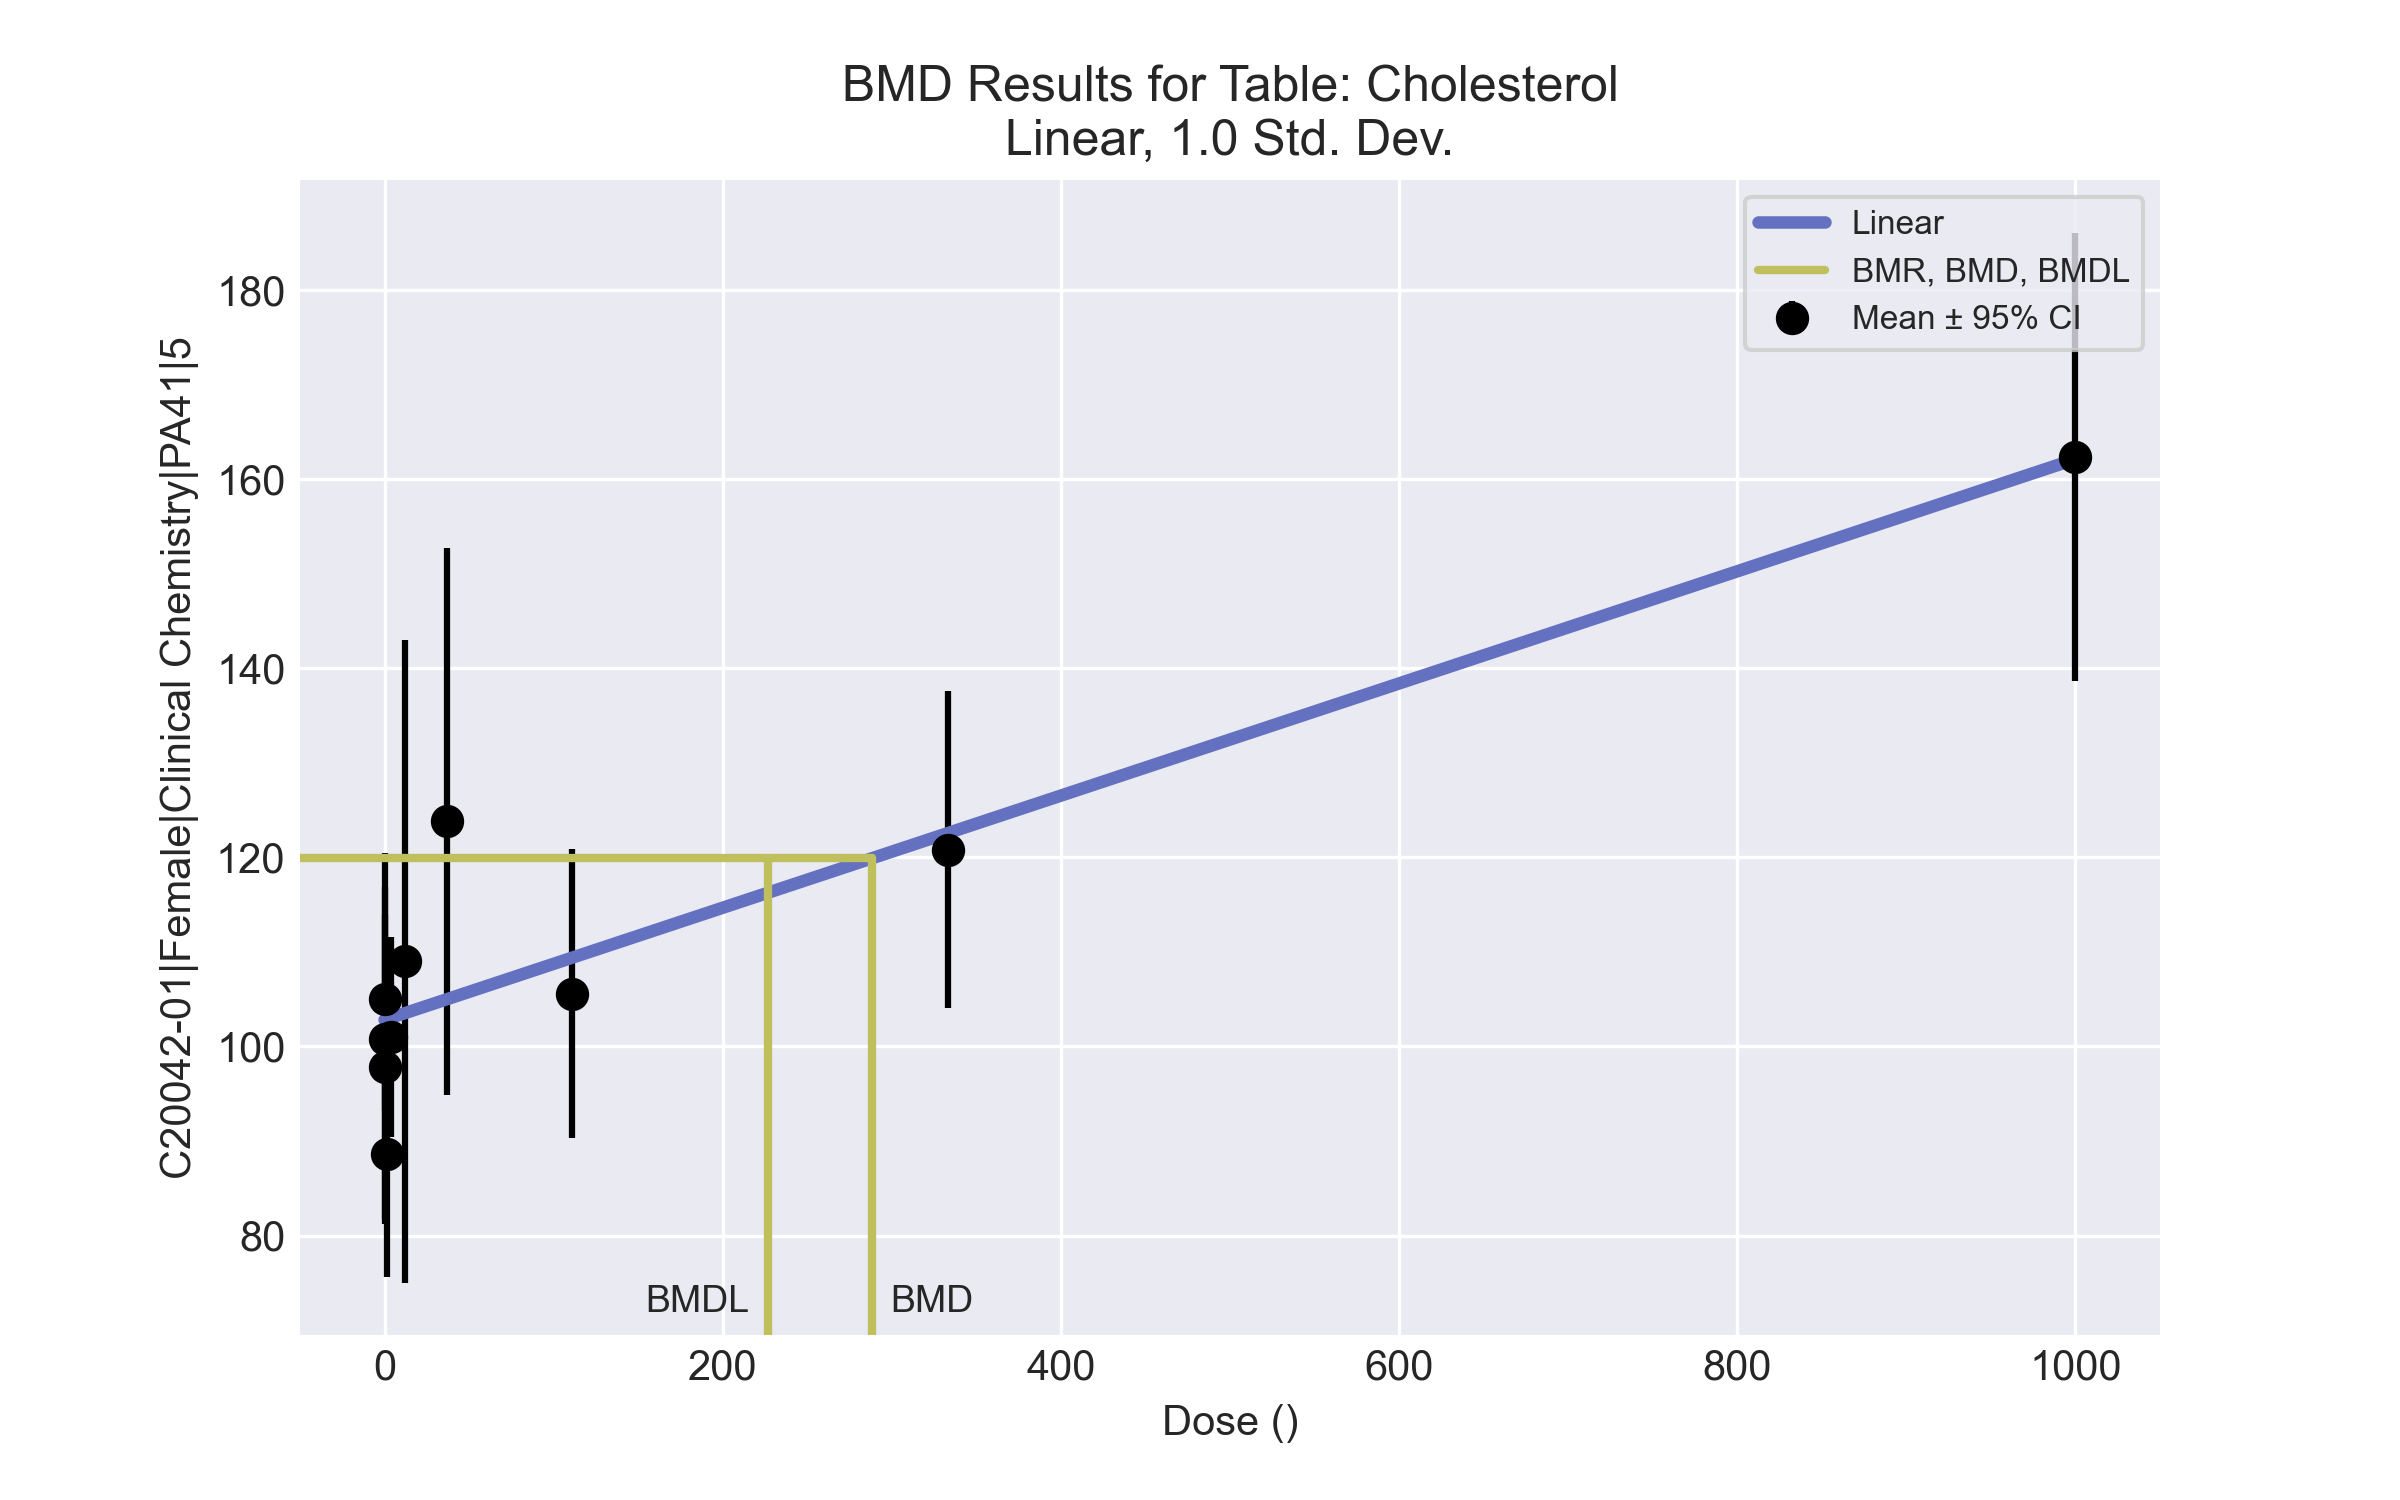 BMD Results for Table: Cholesterol
Linear, 1.0 Std. Dev.
Linear
BMR, BMD, BMDL
Mean ± 95% CI
C20042-01|Female|Clinical Chemistry|PA41|5
180
160
140
120
100
80
BMDL
BMD
0
200
400
600
800
1000
Dose ()